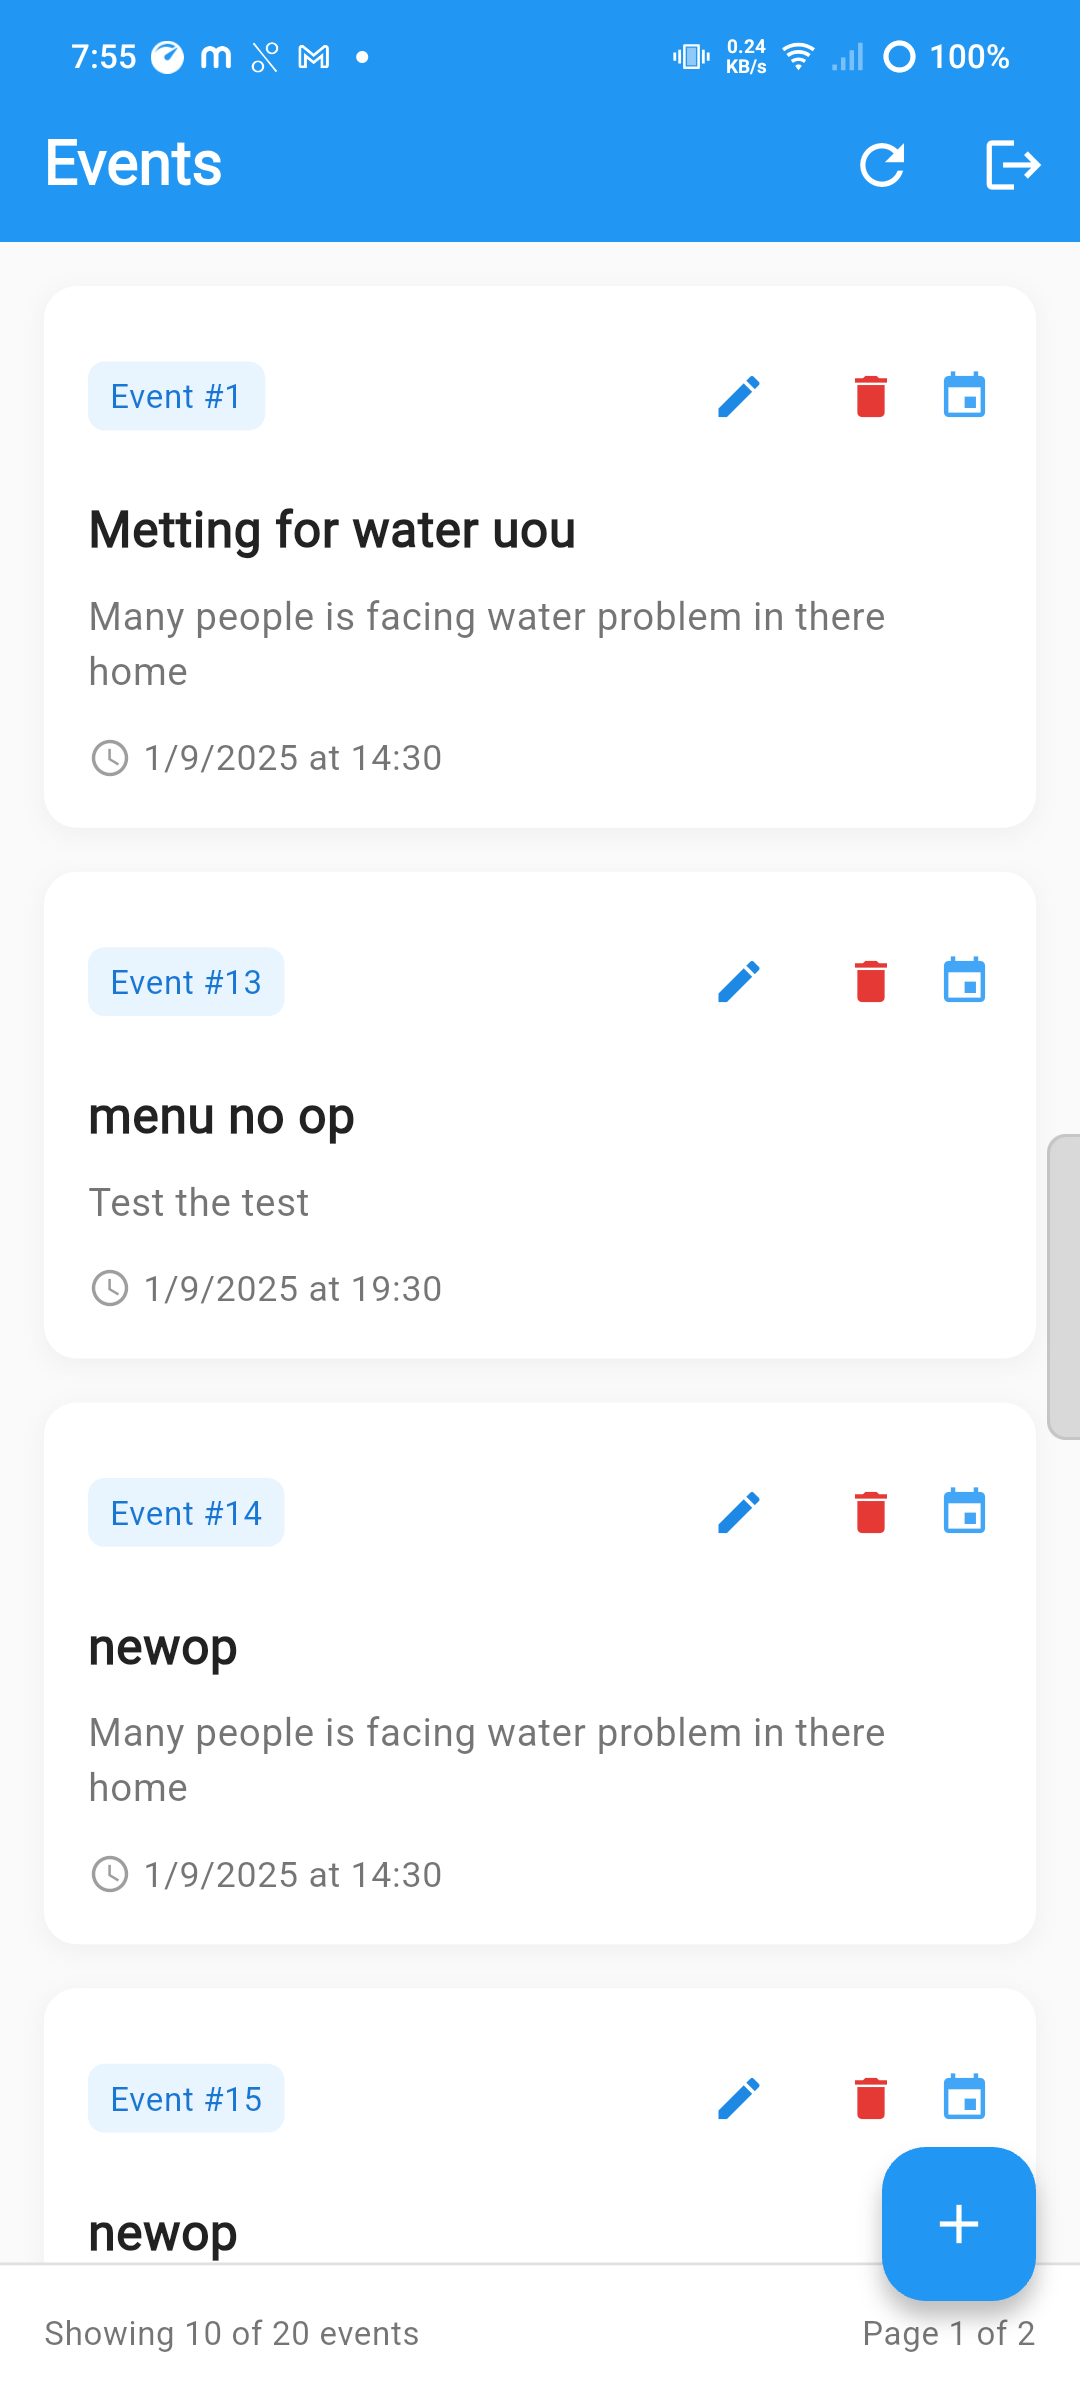 7:55
0.24
KB/s
100%
Events
Event #1
Metting for water uou
Many people is facing water problem in there
home
1/9/2025 at 14:30
Event #13
menu no op
Test the test
1/9/2025 at 19:30
Event #14
newop
Many people is facing water problem in there
home
1/9/2025 at 14:30
Event #15
newop
Showing 10 of 20 events
Page 1 of 2